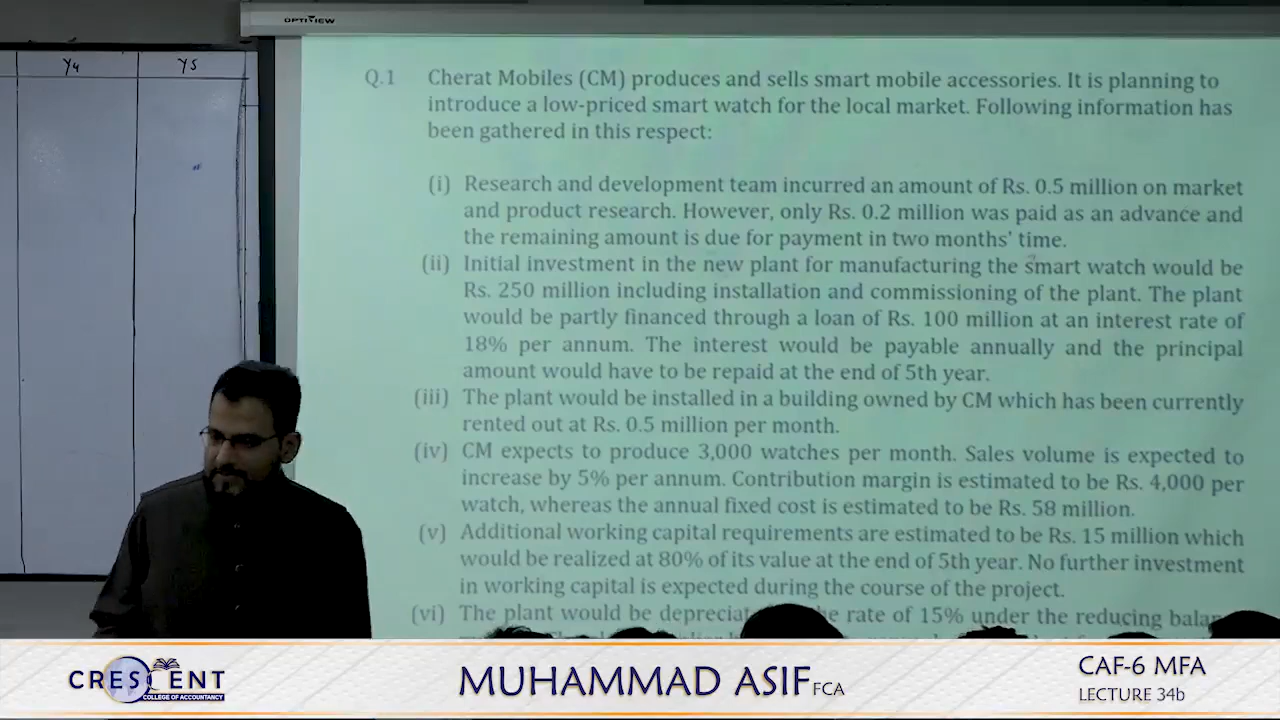 OPTIVIEW
Y4 Y5
Q.1 Cherat Mobiles (CM) produces and sells smart mobile accessories. It is planning to
introduce a low-priced smart watch for the local market. Following information has
been gathered in this respect:
(i) Research and development team incurred an amount of Rs. 0.5 million on market
and product research. However, only Rs. 0.2 million was paid as an advance and
the remaining amount is due for payment in two months' time.
(ii) Initial investment in the new plant for manufacturing the smart watch would be
Rs. 250 million including installation and commissioning of the plant. The plant
would be partly financed through a loan of Rs. 100 million at an interest rate of
18% per annum. The interest would be payable annually and the principal
amount would have to be repaid at the end of 5th year.
(iii) The plant would be installed in a building owned by CM which has been currently
rented out at Rs. 0.5 million per month.
(iv) CM expects to produce 3,000 watches per month. Sales volume is expected to
increase by 5% per annum. Contribution margin is estimated to be Rs. 4,000 per
watch, whereas the annual fixed cost is estimated to be Rs. 58 million.
(v) Additional working capital requirements are estimated to be Rs. 15 million which
would be realized at 80% of its value at the end of 5th year. No further investment
in working capital is expected during the course of the project.
(vi) The plant would be rate of 15% under the reducing
CRESCENT
COLLEGE OF ACCOUNTANCY
MUHAMMAD ASIF FCA
CAF-6 MFA
LECTURE 34b